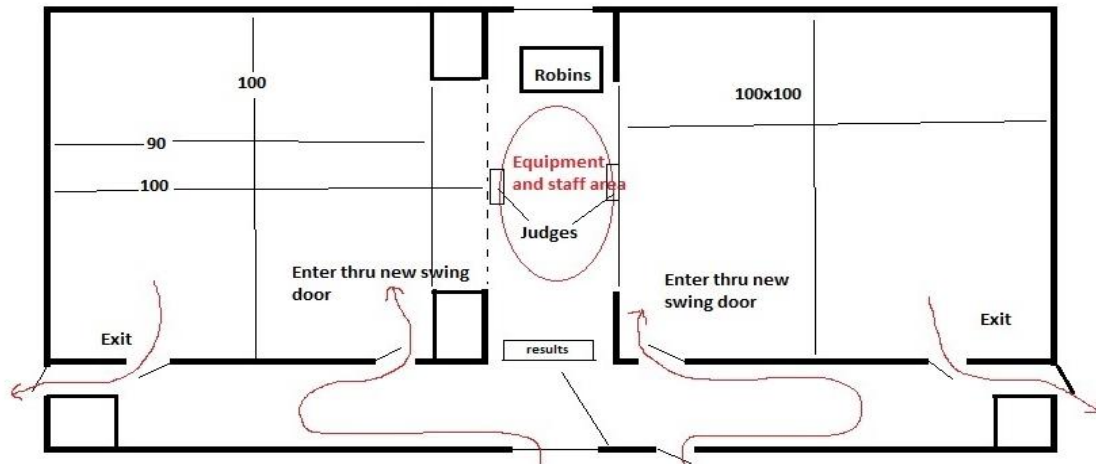 100
Robins
100x100
90
Equipment
and staff area
100
Judges
Enter thru new swing
door
Enter thru new
swing door
Exit
Exit
results